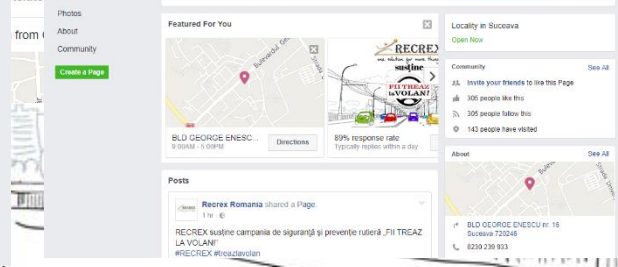 from
Photos
About
Community
Create a Page
Featured For You
Bulevardul
Strada
BLD GEORGE ENESC...
9:00AM - 5:00PM
Directions
RECREX
susține
FII TREAZ
la VOLAN!
89% response rate
Typically replies within a day
Posts
Recrex Romania shared a Page.
1 hr
RECREX susține campania de siguranță și prevenție rutieră „FII TREAZ
LA VOLAN!"
#RECREX #treazlavolan
Locality in Suceava
Open Now
Community
See All
Invite your friends to like this Page
305 people like this
305 people follow this
143 people have visited
About
See All
BLD GEORGE ENESCU nr. 16
Suceava 720246
0230 239 933